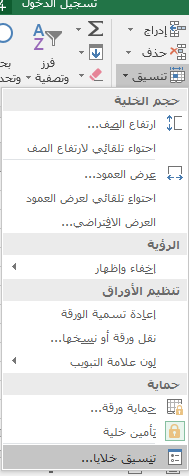 تسجيل الدخول
إدراج
حذف
تنسيق
فرز
وتصفية
حجم الخلية
ارتفاع الصف...
احتواء تلقائي لارتفاع الصف
عرض العمود...
احتواء تلقائي لعرض العمود
العرض الافتراضي...
الرؤية
إخفاء وإظهار
تنظيم الأوراق
إعادة تسمية الورقة
نقل ورقة أو نسخها...
لون علامة التبويب
حماية
حماية ورقة...
تأمين خلية
تنسيق خلايا...